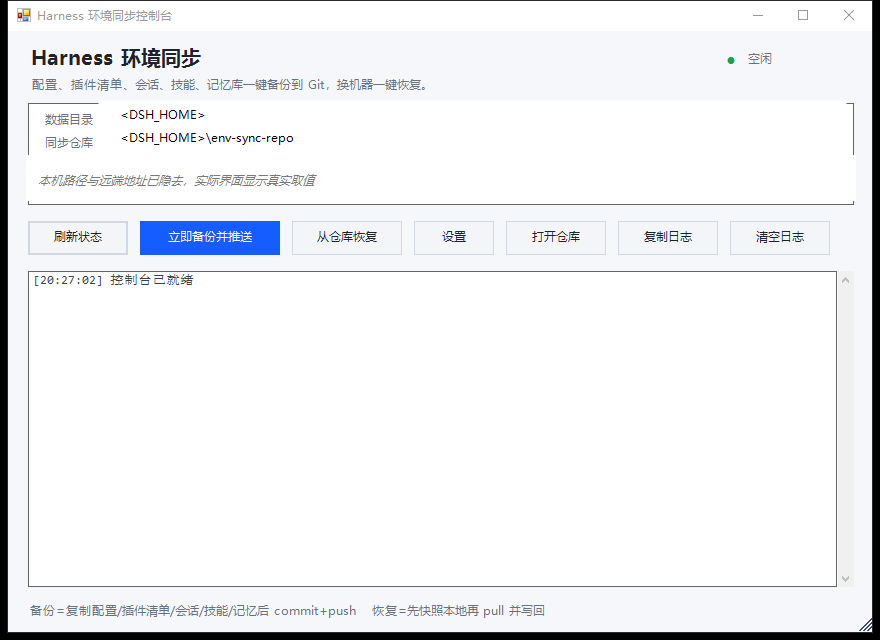 Harness 环境同步控制台
Harness 环境同步
空闲
配置、插件清单、会话、技能、记忆库一键备份到 Git，换机器一键恢复。
数据目录 <DSH_HOME>
同步仓库 <DSH_HOME>\env-sync-repo
本机路径与远端地址已隐去，实际界面显示真实取值
刷新状态 立即备份并推送 从仓库恢复 设置 打开仓库 复制日志 清空日志
[20:27:02] 控制台已就绪
备份=复制配置/插件清单/会话/技能/记忆后 commit+push 恢复=先快照本地再 pull 并写回